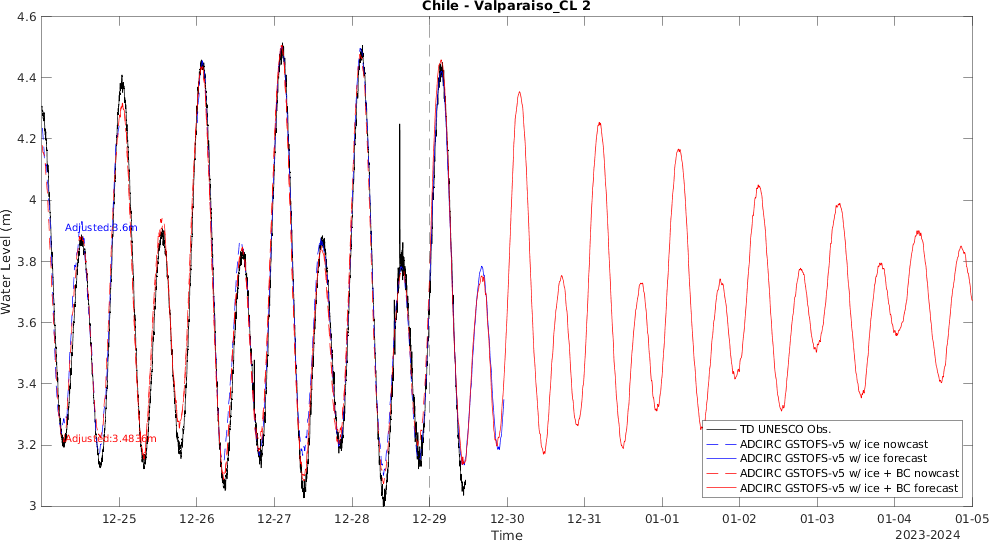 Chile - Valparaiso_CL 2
4.6
4.4
4.2
4
3.8
3.6
3.4
3.2
3
Water Level (m)
Adjusted:3.6m
Adjusted:3.4836m
TD UNESCO Obs.
ADCIRC GSTOFS-v5 w/ ice nowcast
ADCIRC GSTOFS-v5 w/ ice forecast
ADCIRC GSTOFS-v5 w/ ice + BC nowcast
ADCIRC GSTOFS-v5 w/ ice + BC forecast
12-25 12-26 12-27 12-28 12-29 12-30 12-31 01-01 01-02 01-03 01-04 01-05
Time
2023-2024